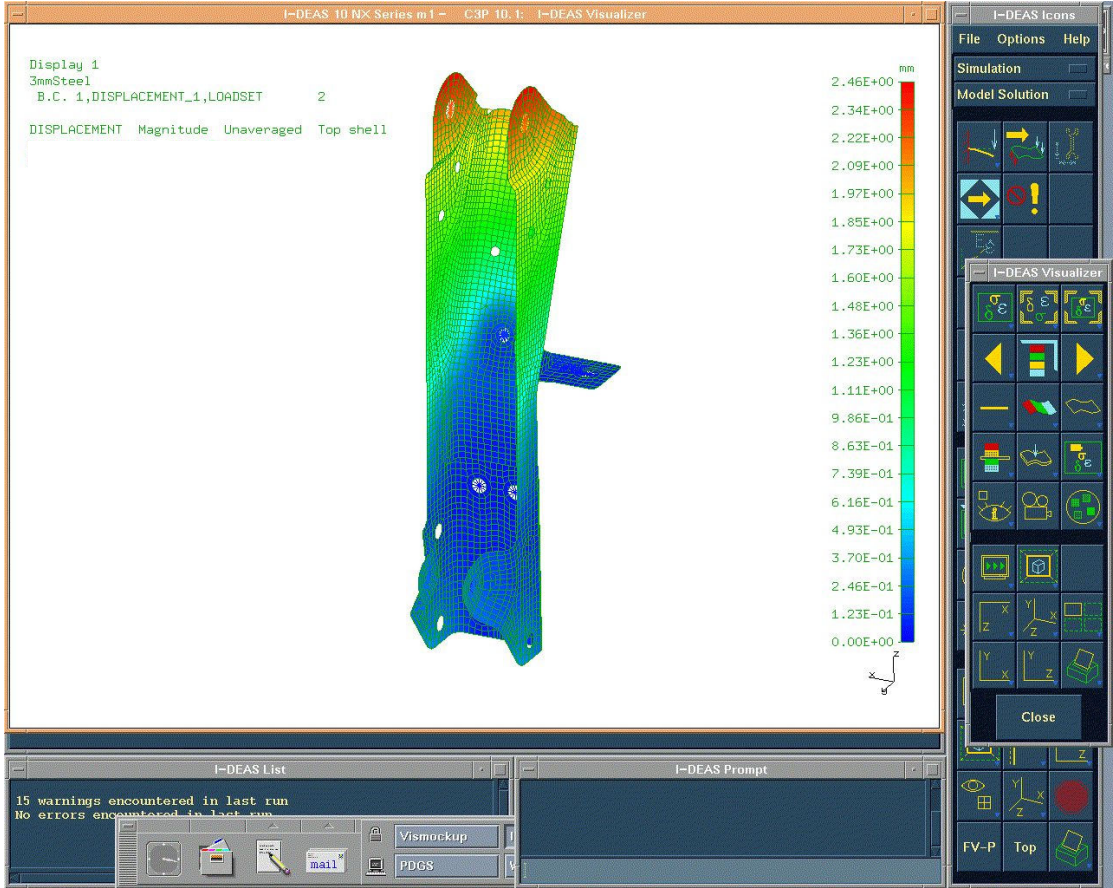 I-DEAS 10 NX Series m1 – C3P 10.1: I-DEAS Visualizer
Display 1
3mmSteel
B.C. 1,DISPLACEMENT_1,LOADSET 2
DISPLACEMENT Magnitude Unaveraged Top shell
mm
2.46E+00
2.34E+00
2.22E+00
2.09E+00
1.97E+00
1.85E+00
1.73E+00
1.60E+00
1.48E+00
1.36E+00
1.23E+00
1.11E+00
9.86E-01
8.63E-01
7.39E-01
6.16E-01
4.93E-01
3.70E-01
2.46E-01
1.23E-01
0.00E+00
Z
X
Y
I-DEAS Icons
File Options Help
Simulation
Model Solution
I-DEAS Visualizer
σ ε δ
δ ε σ
σ δ ε
σ δ ε
i
X
Z
Y
X
Z
Y
X
Y
Z
Close
Z
Y
X
Z
FV-P Top
I-DEAS List
15 warnings encountered in last run
No errors encountered in last run
I-DEAS Prompt
Vismockup
mail
PDGS